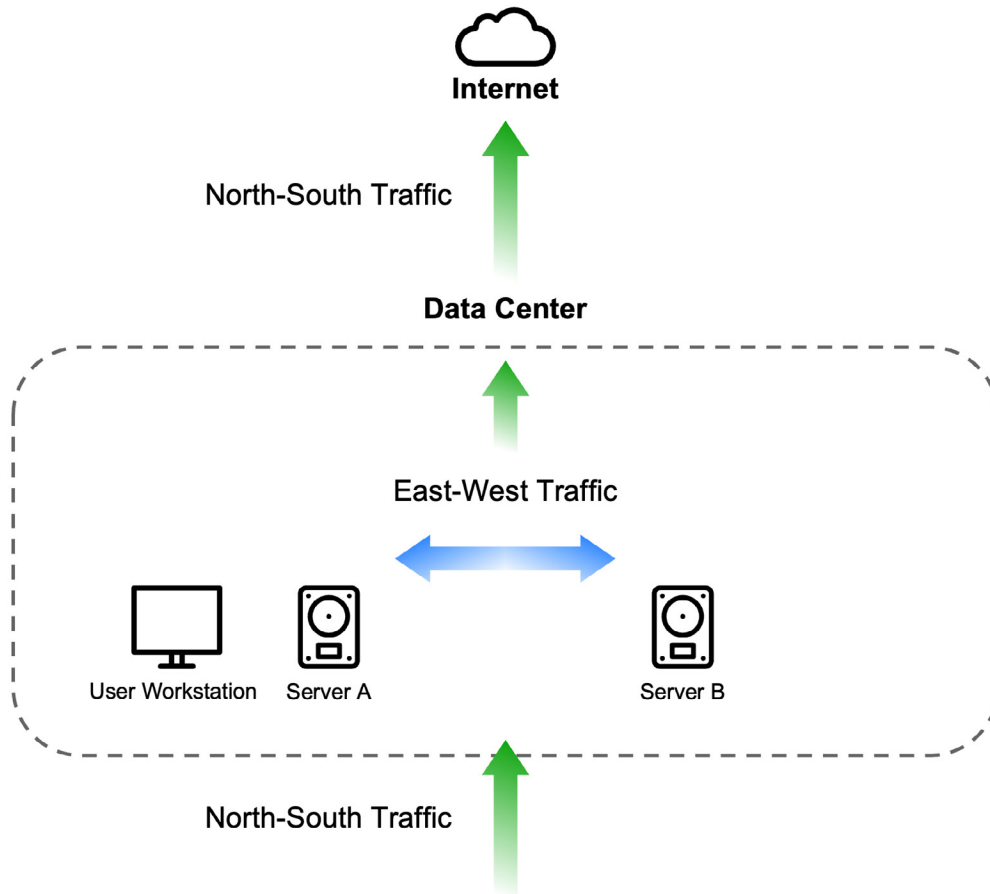 Internet
North-South Traffic
Data Center
East-West Traffic
User Workstation
Server A
Server B
North-South Traffic